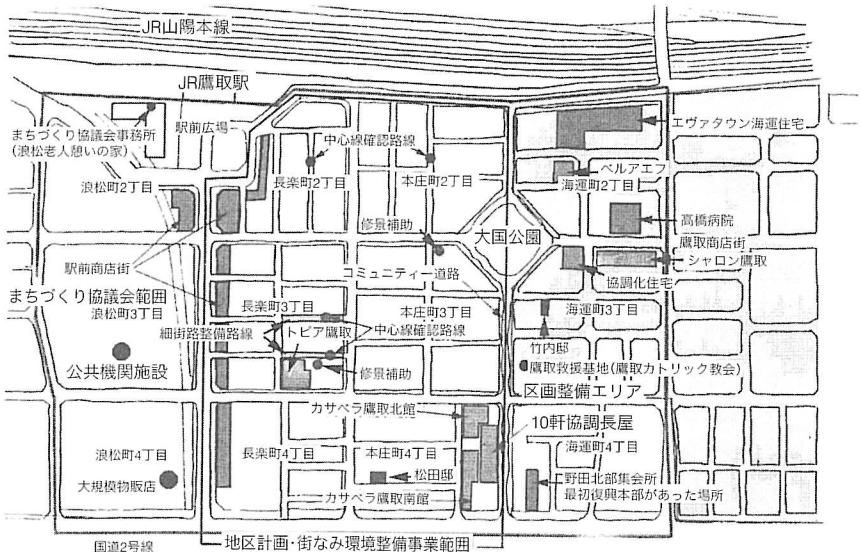 JR山陽本線
JR鷹取駅
まちづくり協議会事務所
(浪松老人憩いの家)
駅前広場
中心線確認路線
エヴァタウン海運住宅
浪松町2丁目
長楽町2丁目
本庄町2丁目
ベルアエフ
海運町2丁目
高橋病院
修景補助
大国公園
鷹取商店街
シャロン鷹取
駅前商店街
コミュニティー道路
協調化住宅
まちづくり協議会範囲
浪松町3丁目
長楽町3丁目
本庄町3丁目
海運町3丁目
細街路整備路線
トピア鷹取
中心線確認路線
竹内邸
公共機関施設
修景補助
鷹取救援基地(鷹取カトリック教会)
区画整備エリア
カサベラ鷹取北館
10軒協調長屋
浪松町4丁目
長楽町4丁目
本庄町4丁目
海運町4丁目
大規模物販店
松田邸
野田北部集会所
最初復興本部があった場所
カサベラ鷹取南館
国道2号線
地区計画・街なみ環境整備事業範囲